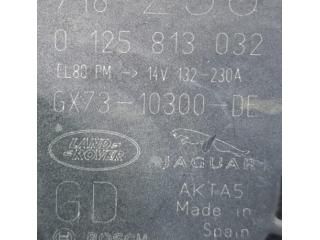 0 125 813 032
EL80 PM -> 14V 132-230A
GX73-10300-DE
LAND-
-ROVER
JAGUAR
GD
AKTA5
Made in
Spain
BOSCH